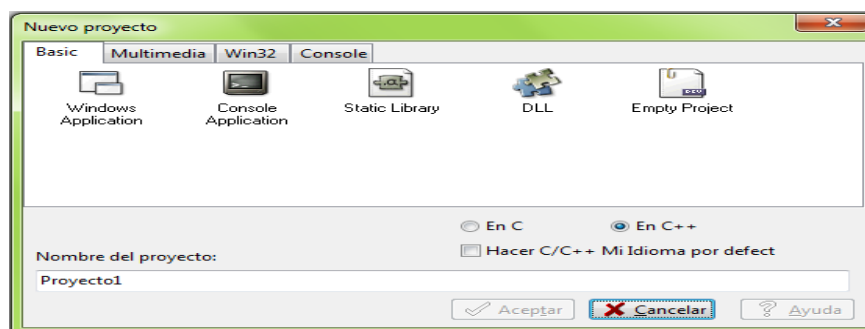 Nuevo proyecto
Basic Multimedia Win32 Console
Windows Application
Console Application
Static Library
DLL
Empty Project
En C En C++
Hacer C/C++ Mi Idioma por defect
Nombre del proyecto:
Proyecto1
Aceptar Cancelar Ayuda